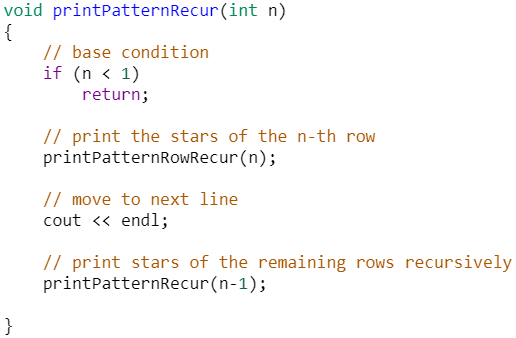 void printPatternRecur(int n)
{
    // base condition
    if (n < 1)
        return;

    // print the stars of the n-th row
    printPatternRowRecur(n);

    // move to next line
    cout << endl;

    // print stars of the remaining rows recursively
    printPatternRecur(n-1);

}